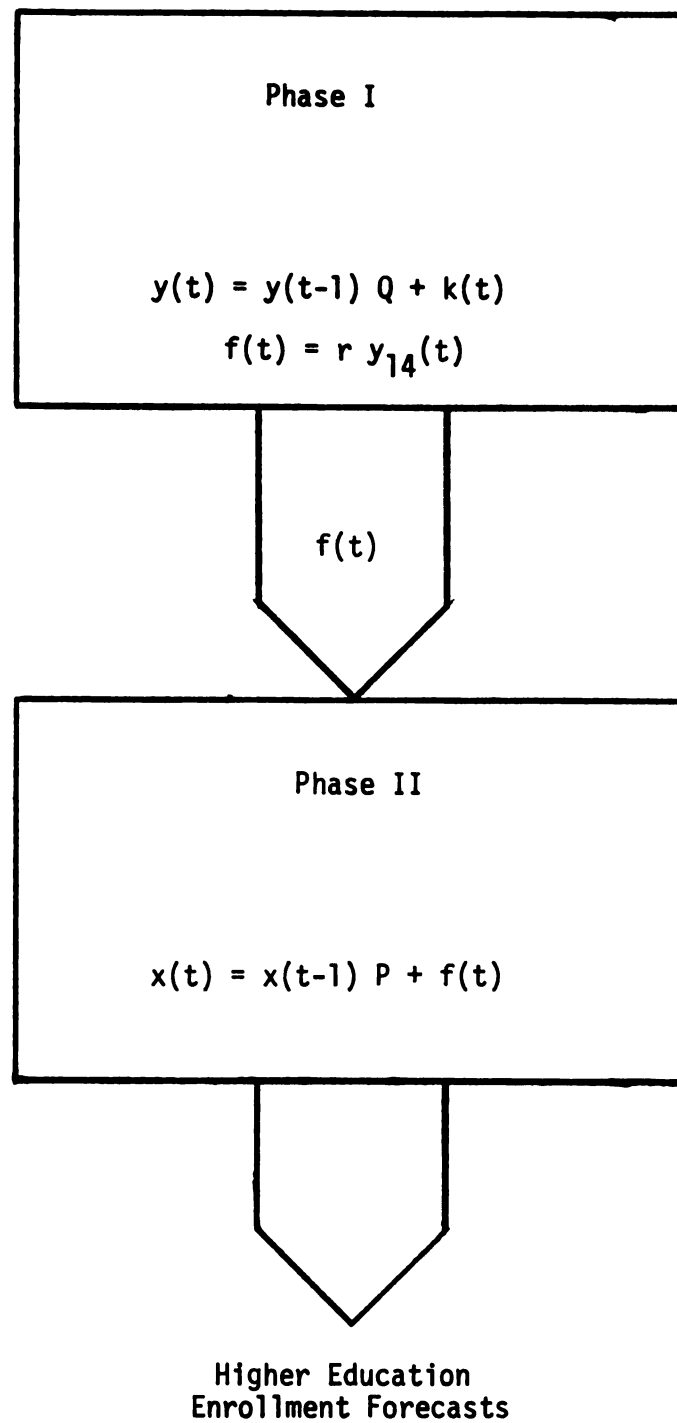 Phase I
y(t) = y(t-1) Q + k(t)
f(t) = r y₁₄(t)
f(t)
Phase II
x(t) = x(t-1) P + f(t)
Higher Education
Enrollment Forecasts